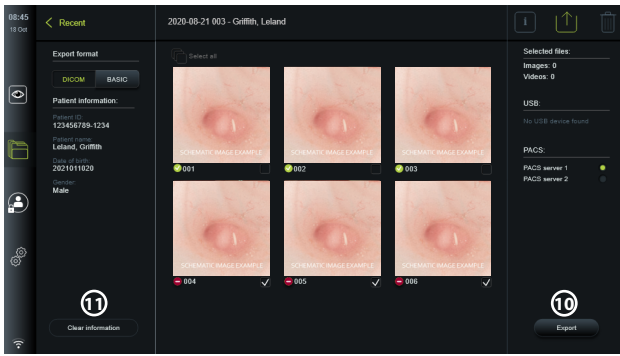 08:45
18 Oct
Recent
2020-08-21 003 - Griffith, Leland
i
Export format
DICOM
BASIC
Patient information:
Patient ID
123456789-1234
Patient name:
Leland, Griffith
Date of birth
2021011020
Gender:
Male
11
Clear information
Select all
SCHEMATIC IMAGE EXAMPLE
SCHEMATIC IMAGE EXAMPLE
SCHEMATIC IMAGE EXAMPLE
001
002
003
SCHEMATIC IMAGE EXAMPLE
SCHEMATIC IMAGE EXAMPLE
SCHEMATIC IMAGE EXAMPLE
004
005
006
Selected files:
Images: 0
Videos: 0
USB:
No USB device found
PACS:
PACS server 1
PACS server 2
10
Export